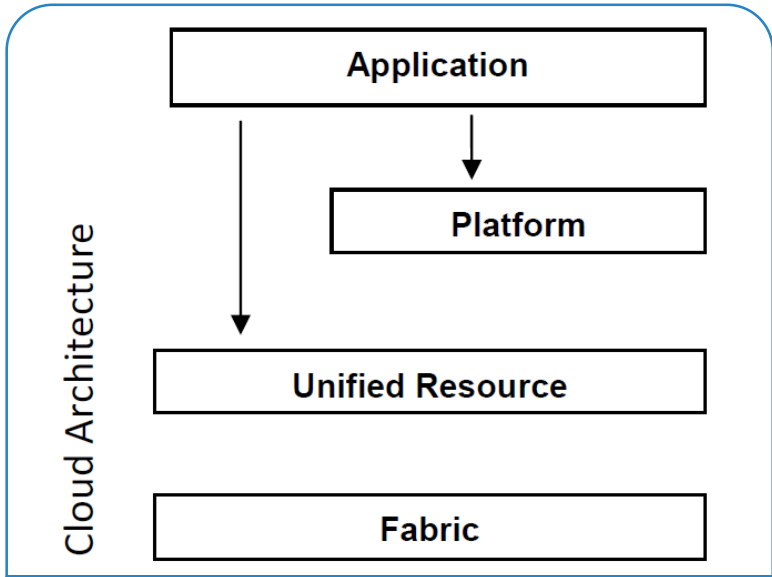 Application
Platform
Unified Resource
Fabric
Cloud Architecture